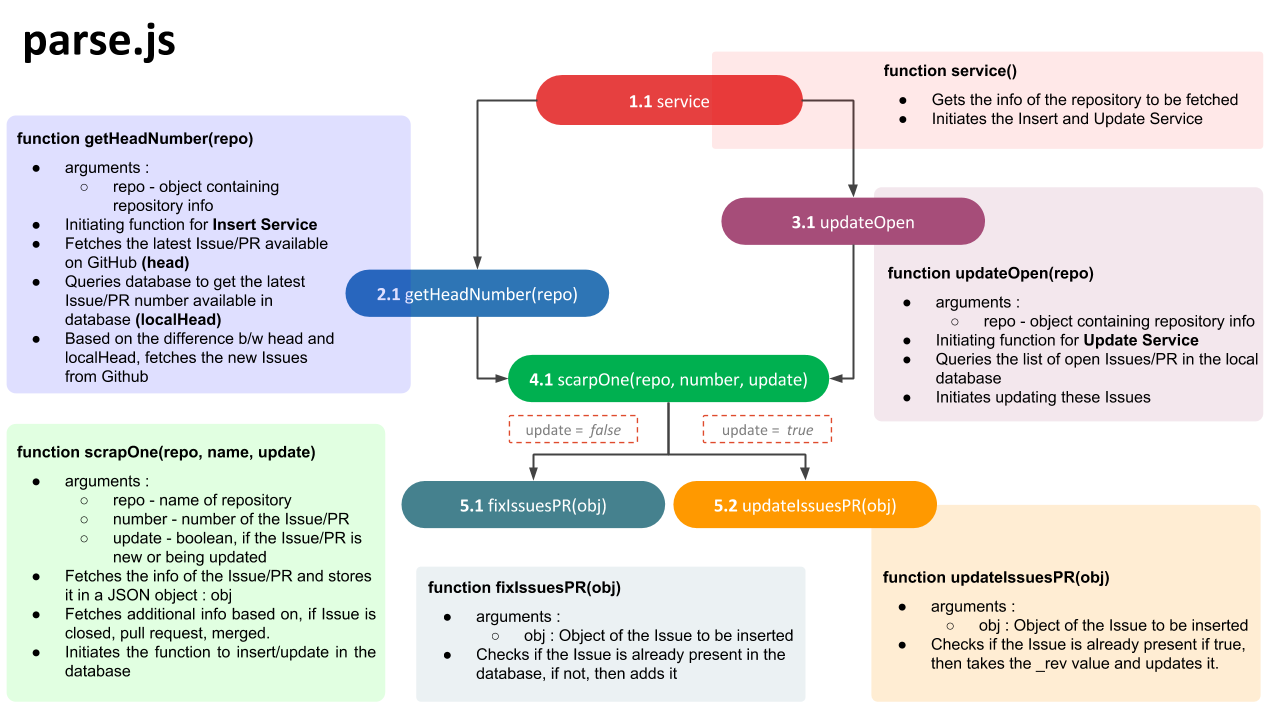 parse.js
1.1 service
function service()
● Gets the info of the repository to be fetched
● Initiates the Insert and Update Service
function getHeadNumber(repo)
● arguments :
○ repo - object containing
repository info
● Initiating function for Insert Service
● Fetches the latest Issue/PR available
on GitHub (head)
● Queries database to get the latest
Issue/PR number available in
database (localHead)
● Based on the difference b/w head and
localHead, fetches the new Issues
from Github
2.1 getHeadNumber(repo)
3.1 updateOpen
function updateOpen(repo)
● arguments :
○ repo - object containing repository info
● Initiating function for Update Service
● Queries the list of open Issues/PR in the local
database
● Initiates updating these Issues
4.1 scarpOne(repo, number, update)
update = false
update = true
function scrapOne(repo, name, update)
● arguments :
○ repo - name of repository
○ number - number of the Issue/PR
○ update - boolean, if the Issue/PR is
new or being updated
● Fetches the info of the Issue/PR and stores
it in a JSON object : obj
● Fetches additional info based on, if Issue is
closed, pull request, merged.
● Initiates the function to insert/update in the
database
5.1 fixIssuesPR(obj)
5.2 updateIssuesPR(obj)
function fixIssuesPR(obj)
● arguments :
○ obj : Object of the Issue to be inserted
● Checks if the Issue is already present in the
database, if not, then adds it
function updateIssuesPR(obj)
● arguments :
○ obj : Object of the Issue to be inserted
● Checks if the Issue is already present if true,
then takes the _rev value and updates it.